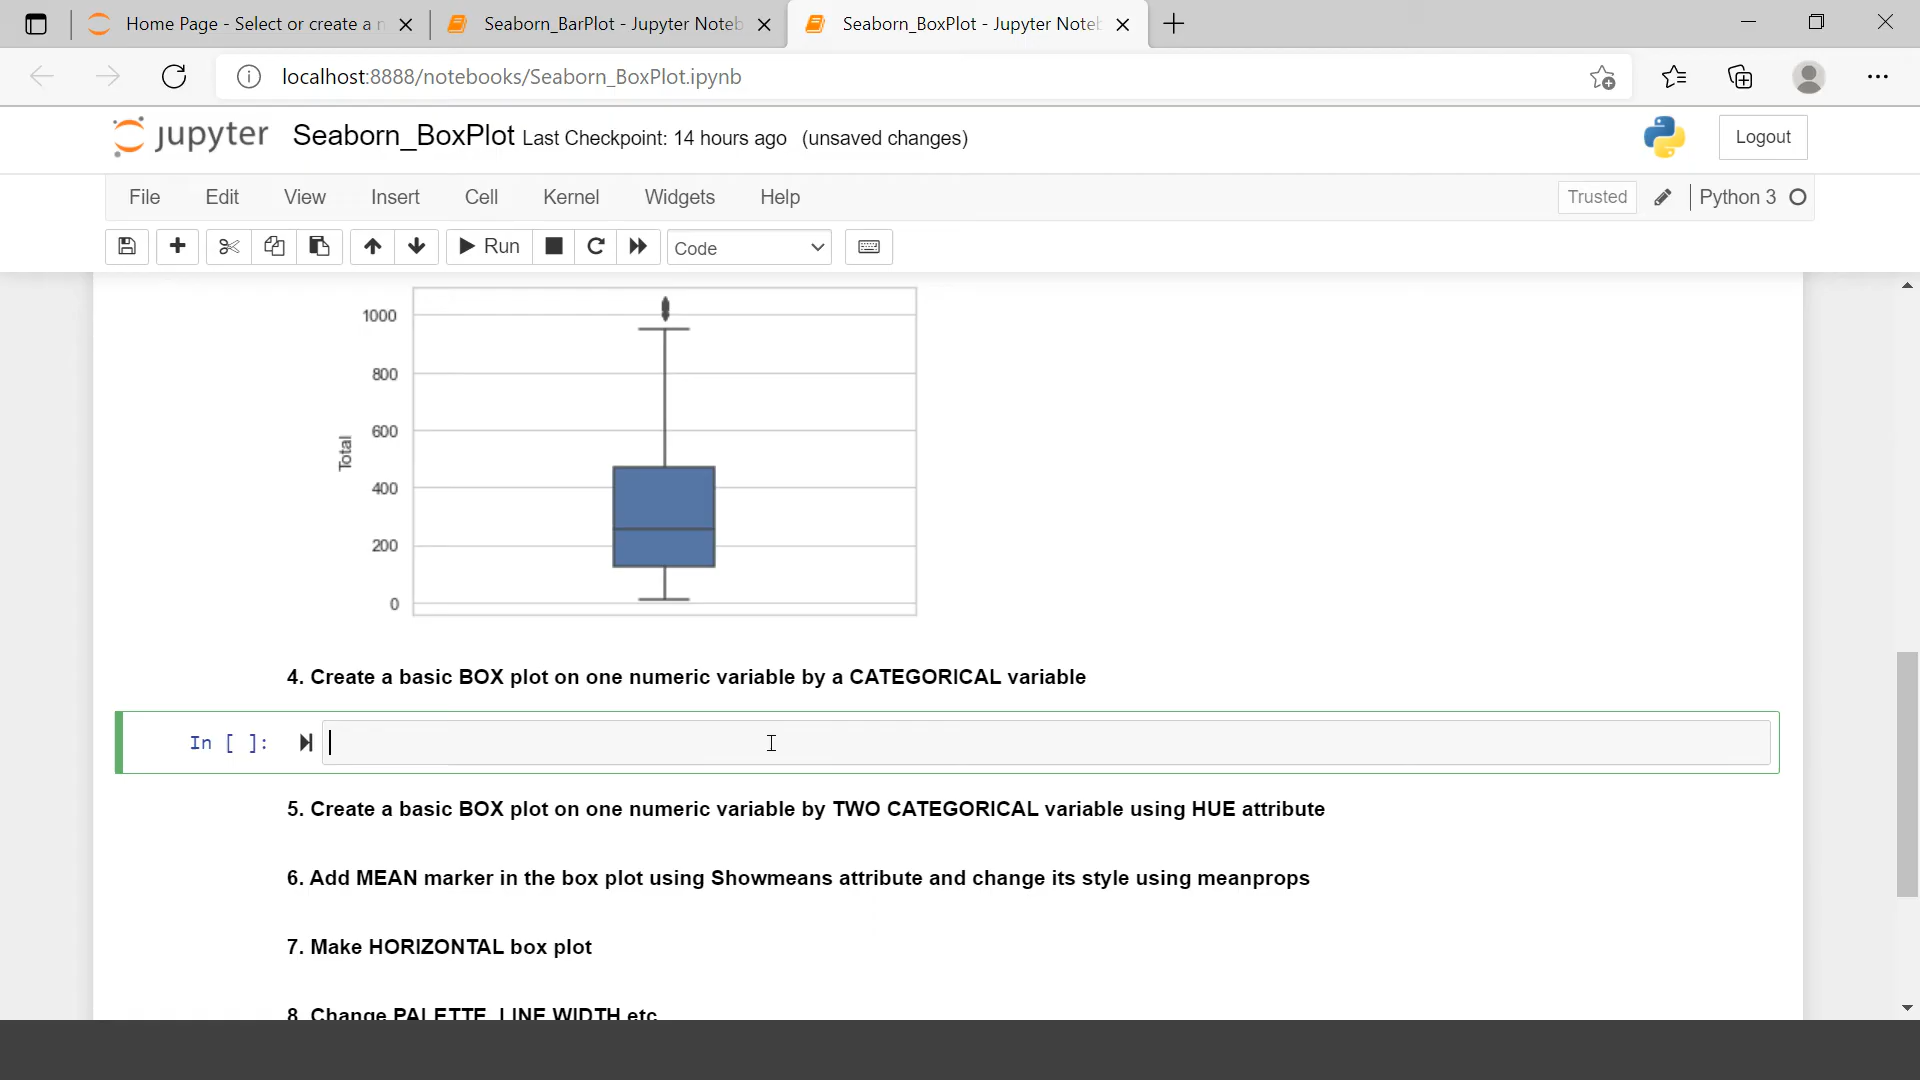 Home Page - Select or create a n
Seaborn_BarPlot - Jupyter Noteb
Seaborn_BoxPlot - Jupyter Noteb
localhost:8888/notebooks/Seaborn_BoxPlot.ipynb
jupyter Seaborn_BoxPlot Last Checkpoint: 14 hours ago (unsaved changes)
Logout
File Edit View Insert Cell Kernel Widgets Help
Trusted
Python 3
Run
Code
1000
800
600
400
200
0
Total
4. Create a basic BOX plot on one numeric variable by a CATEGORICAL variable
In [ ]:
5. Create a basic BOX plot on one numeric variable by TWO CATEGORICAL variable using HUE attribute
6. Add MEAN marker in the box plot using Showmeans attribute and change its style using meanprops
7. Make HORIZONTAL box plot
8. Change PALETTE, LINE WIDTH etc